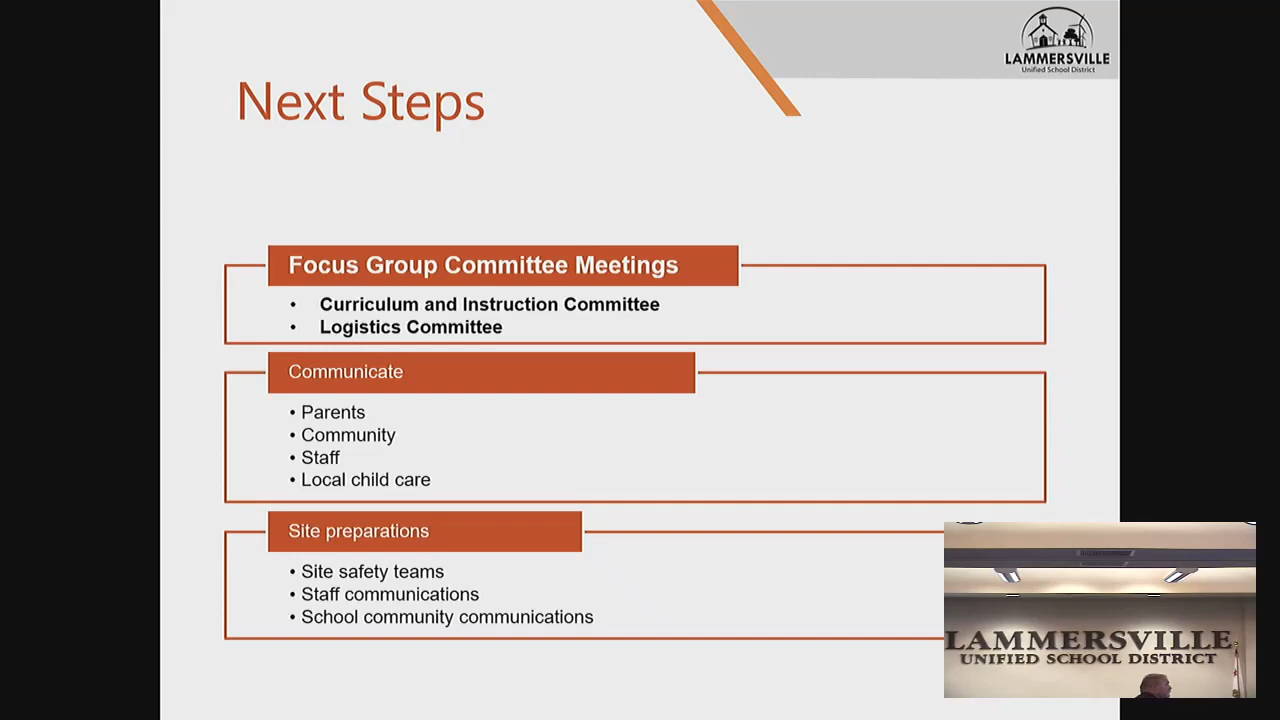 LAMMERSVILLE
Unified School District
Next Steps
Focus Group Committee Meetings
• Curriculum and Instruction Committee
• Logistics Committee
Communicate
• Parents
• Community
• Staff
• Local child care
Site preparations
• Site safety teams
• Staff communications
• School community communications
LAMMERSVILLE
UNIFIED SCHOOL DISTRICT